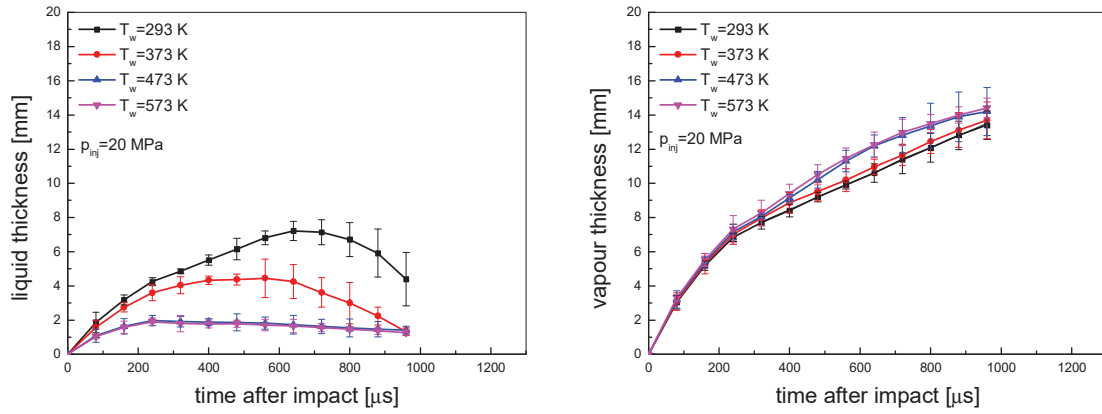 20
18
16
14
12
10
8
6
4
2
0
liquid thickness [mm]
T_w=293 K
T_w=373 K
T_w=473 K
T_w=573 K
p_inj=20 MPa
0 200 400 600 800 1000 1200
time after impact [μs]
20
18
16
14
12
10
8
6
4
2
0
vapour thickness [mm]
T_w=293 K
T_w=373 K
T_w=473 K
T_w=573 K
p_inj=20 MPa
0 200 400 600 800 1000 1200
time after impact [μs]